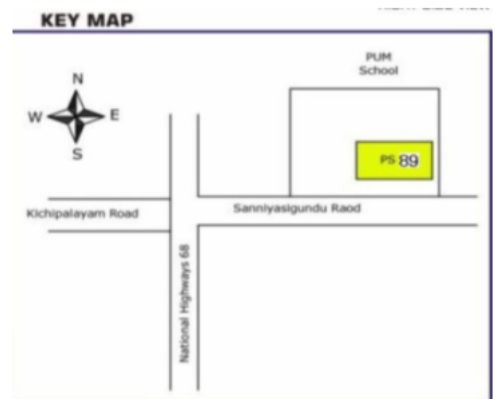 KEY MAP
PUM
School
N
W
E
S
PS 89
Kichipalayam Road
Sanniyasigundu Raod
National Highways 68